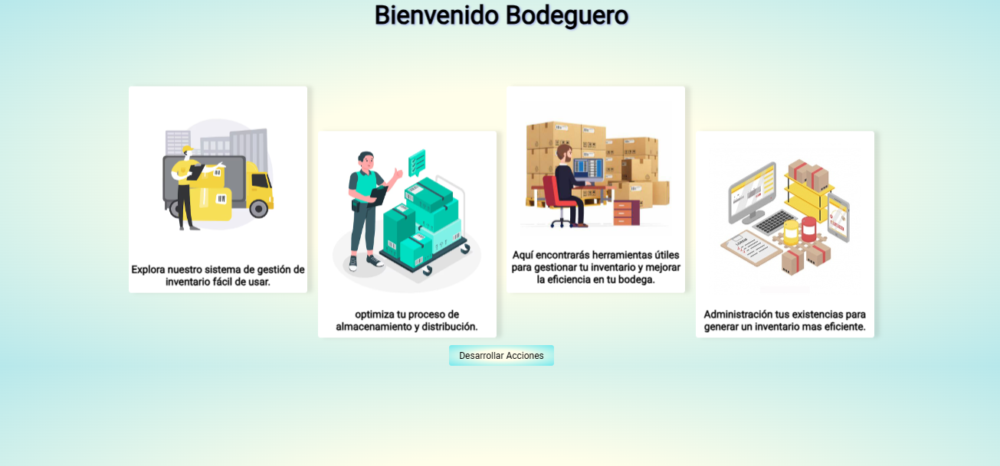 Bienvenido Bodeguero
Explora nuestro sistema de gestión de
inventario fácil de usar.
optimiza tu proceso de
almacenamiento y distribución.
Aquí encontrarás herramientas útiles
para gestionar tu inventario y mejorar
la eficiencia en tu bodega.
Administración tus existencias para
generar un inventario mas eficiente.
Desarrollar Acciones